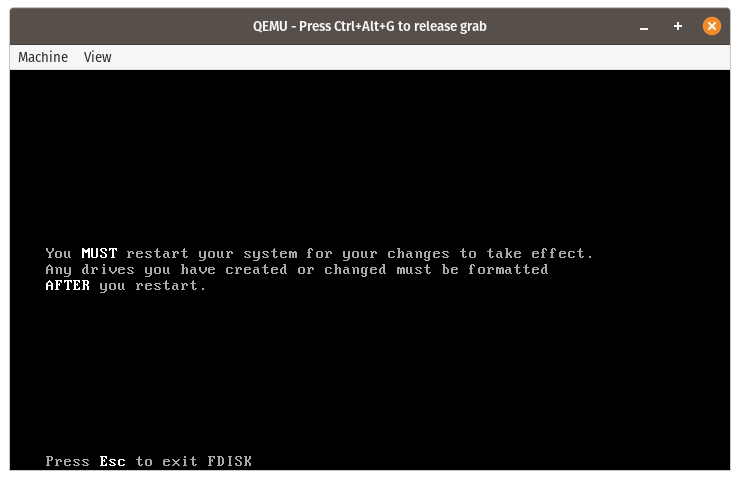 QEMU - Press Ctrl+Alt+G to release grab
Machine View
You MUST restart your system for your changes to take effect.
Any drives you have created or changed must be formatted
AFTER you restart.
Press Esc to exit FDISK